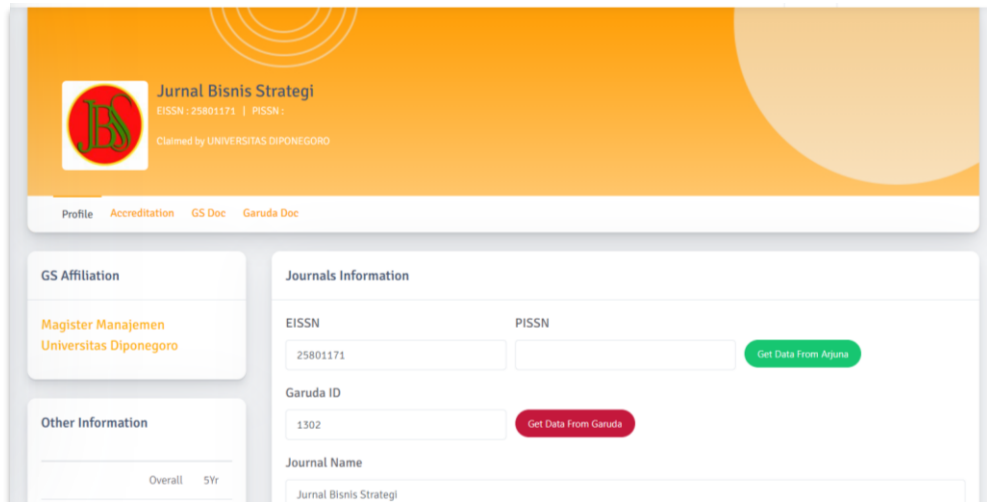 JBS
Jurnal Bisnis Strategi
EISSN : 25801171 | PISSN :
Claimed by UNIVERSITAS DIPONEGORO
Profile Accreditation GS Doc Garuda Doc
GS Affiliation
Magister Manajemen
Universitas Diponegoro
Other Information
Overall 5Yr
Journals Information
EISSN PISSN
25801171 Get Data From Arjuna
Garuda ID
1302 Get Data From Garuda
Journal Name
Jurnal Bisnis Strategi